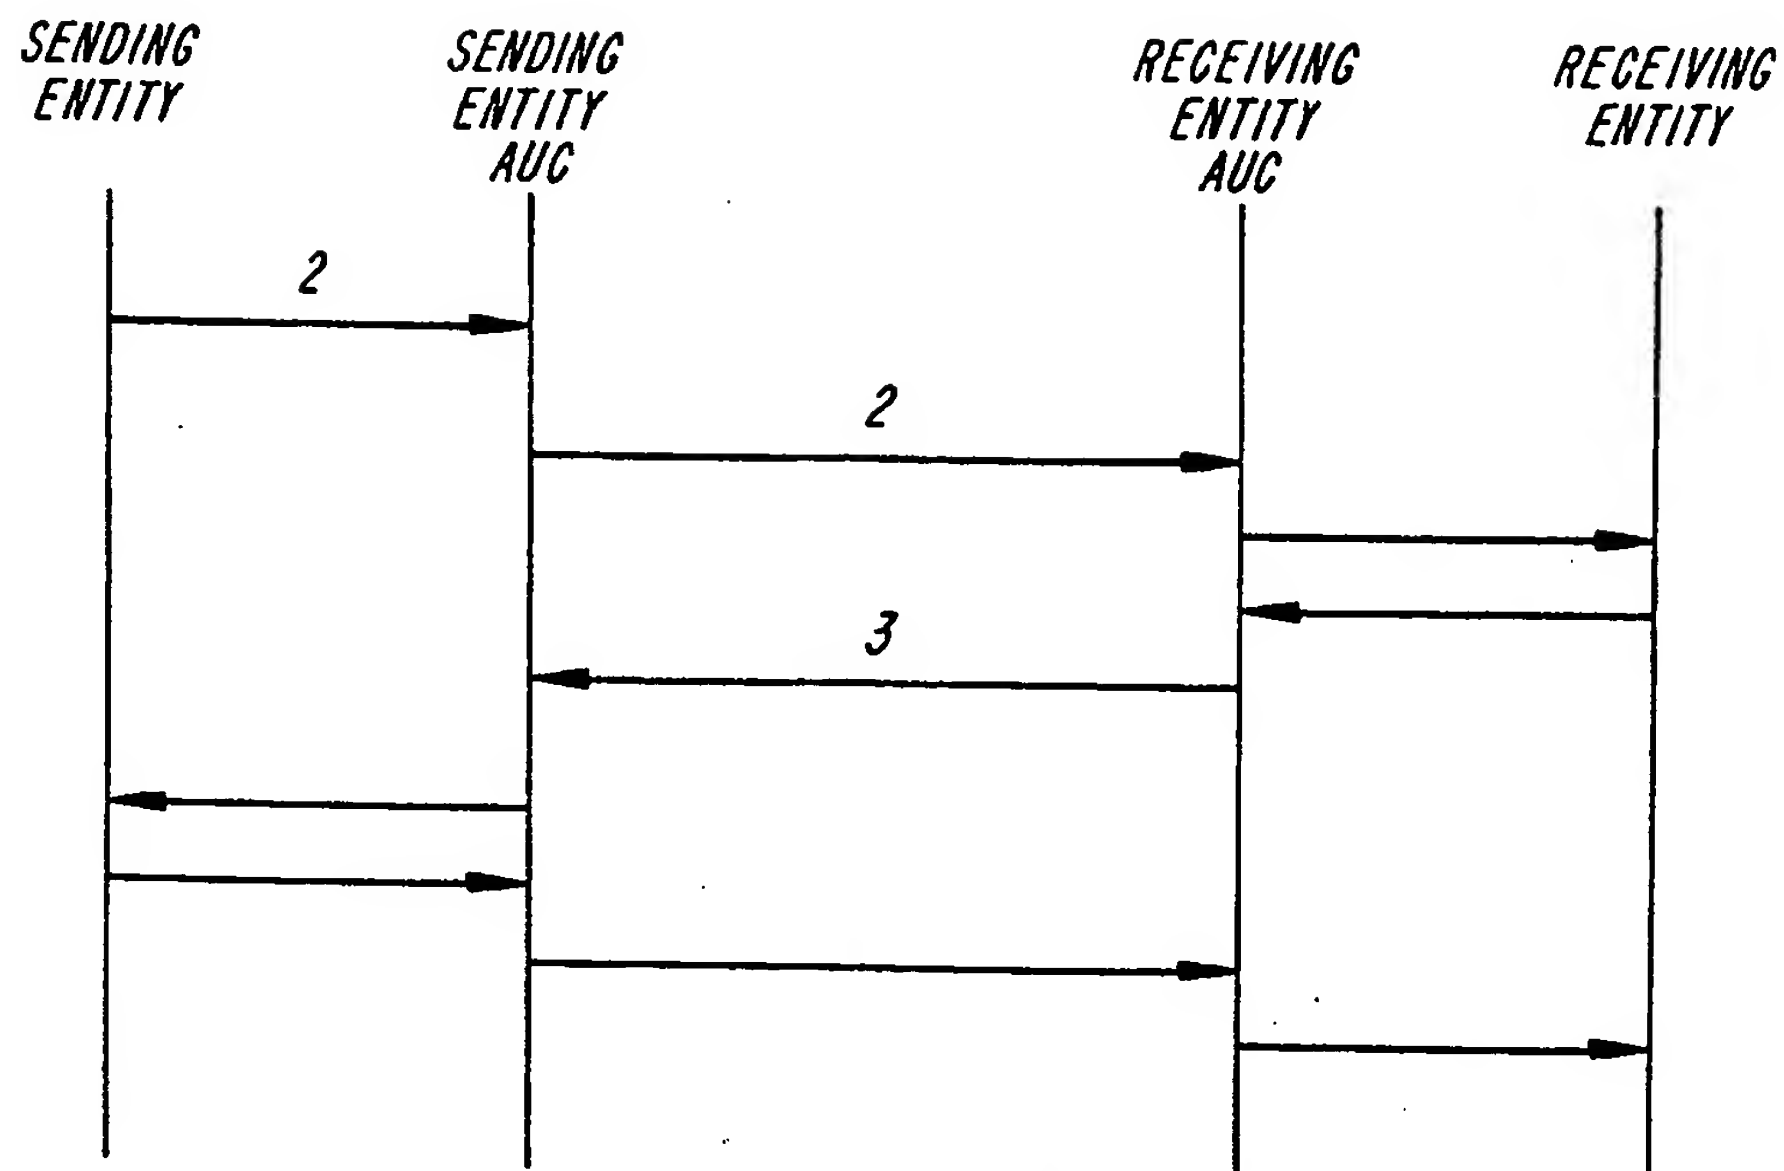 SENDING
ENTITY
SENDING
ENTITY
AUC
RECEIVING
ENTITY
AUC
RECEIVING
ENTITY
2
2
3